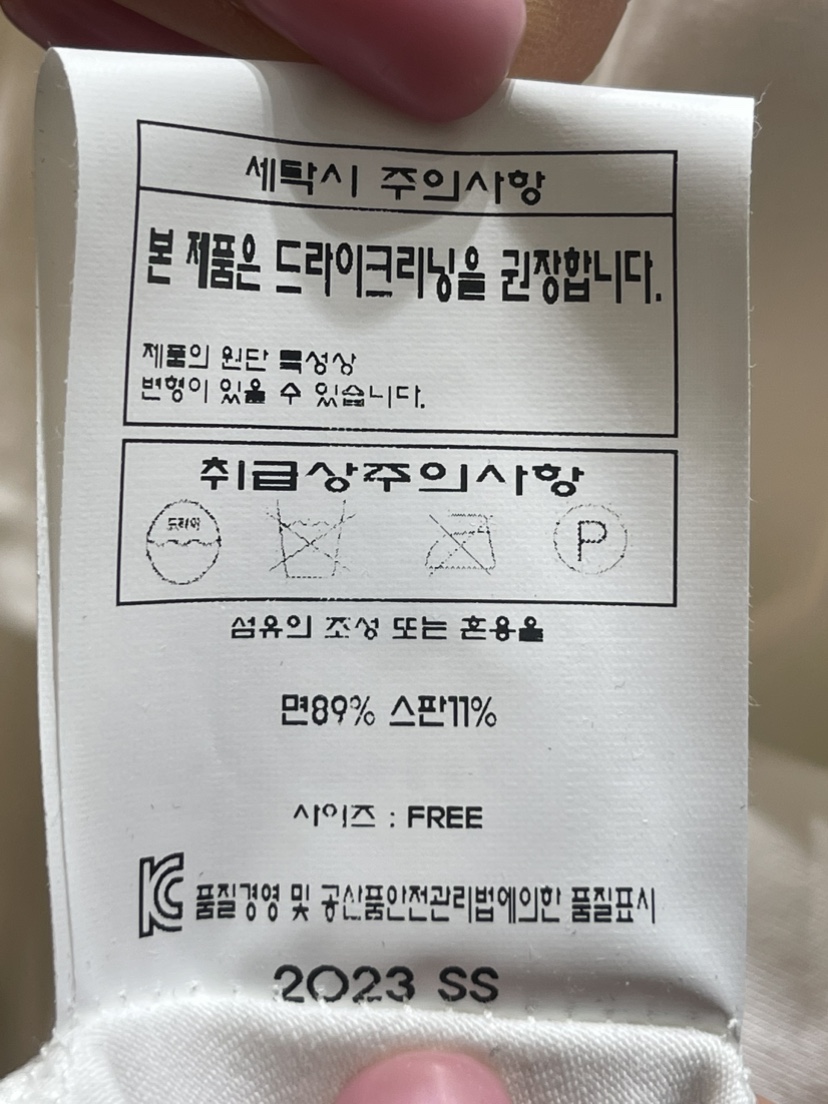 세탁시 주의사항
본 제품은 드라이크리닝을 권장합니다.
제품의 원단 특성상
변형이 있을 수 있습니다.
취급상주의사항
드라이
P
섬유의 조성 또는 혼용율
면89% 스판11%
사이즈 : FREE
KC 품질경영 및 공산품안전관리법에의한 품질표시
2023 SS